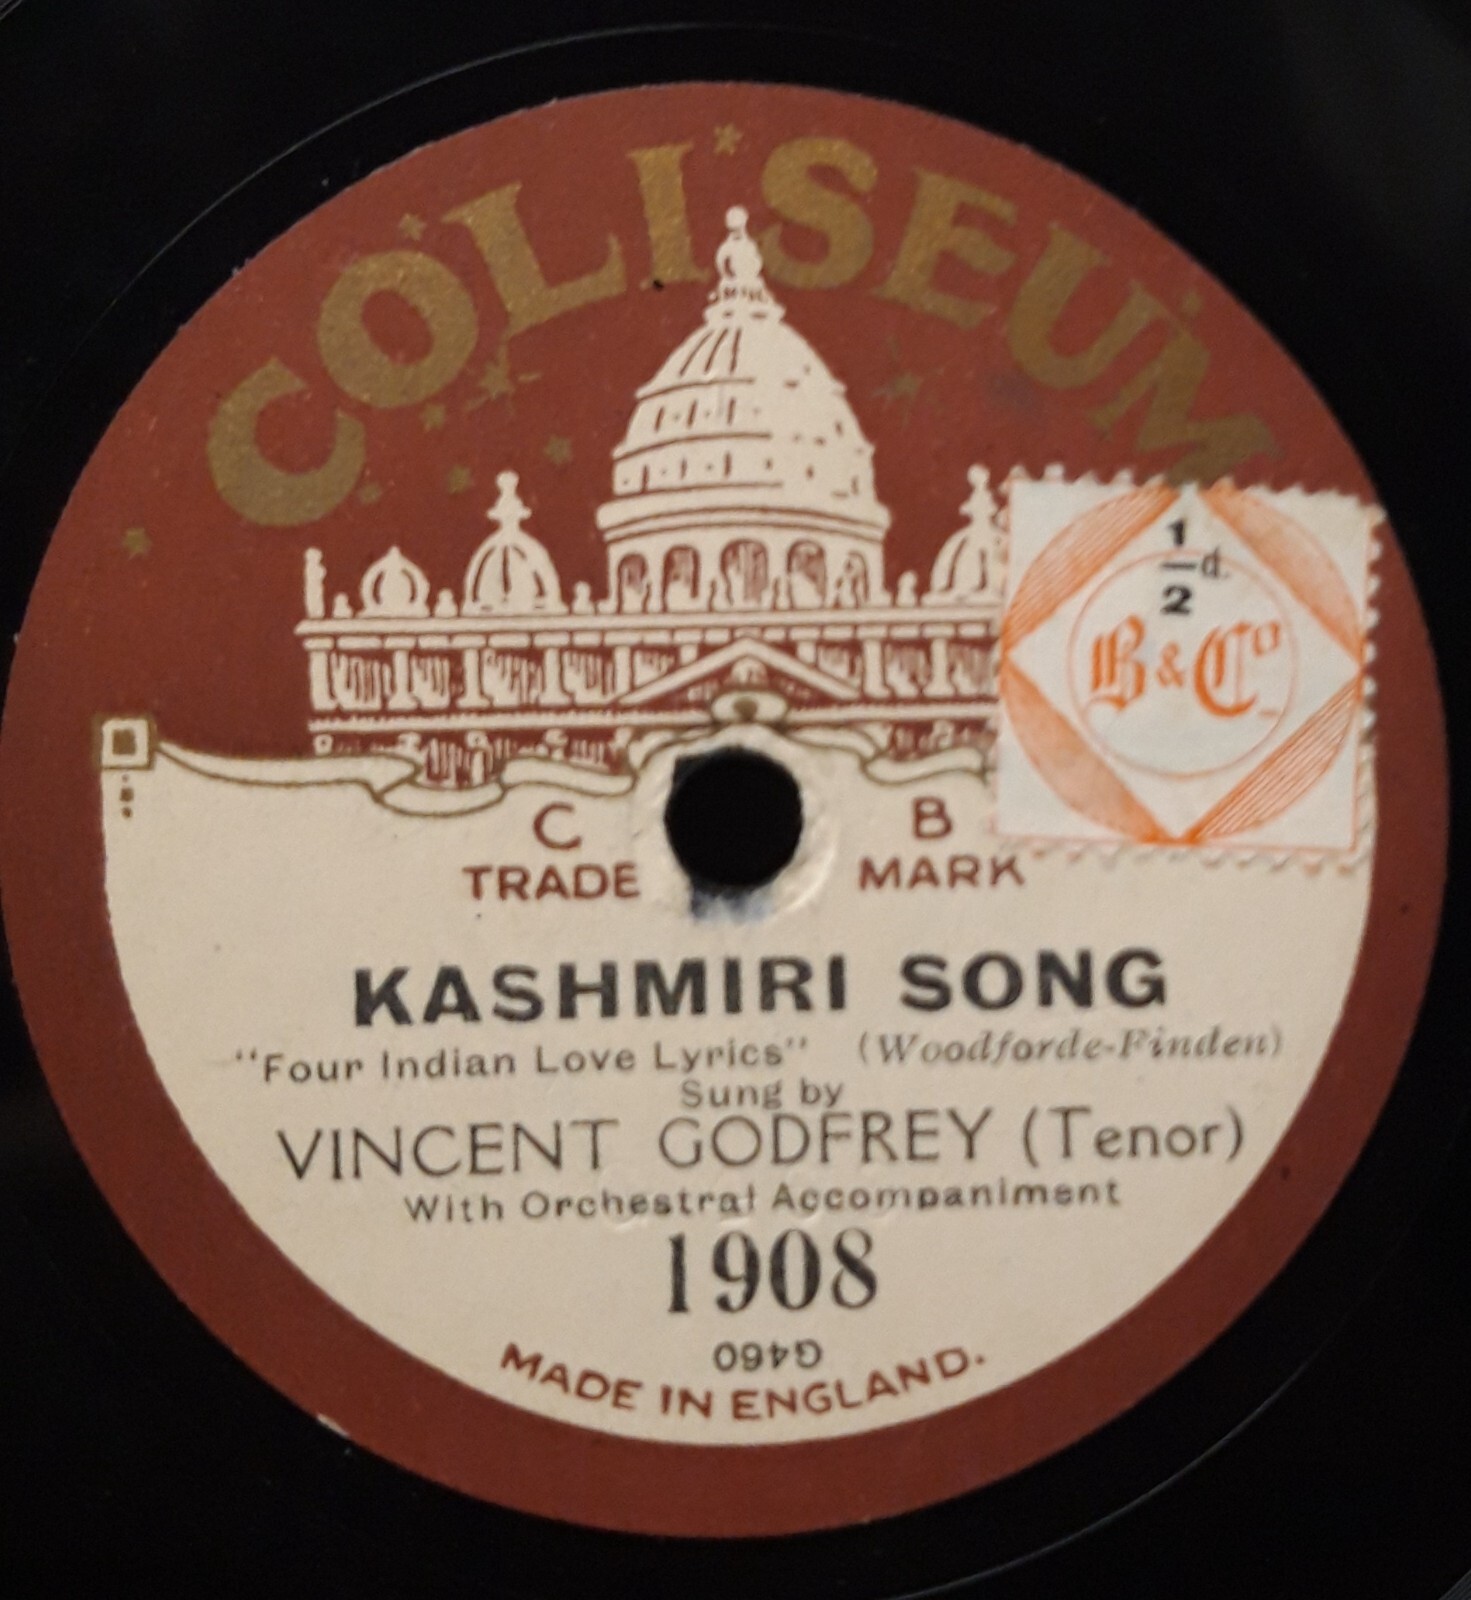 COLISEUM
1/2 d.
B & Co
C B
TRADE MARK
KASHMIRI SONG
"Four Indian Love Lyrics" (Woodforde-Finden)
Sung by
VINCENT GODFREY (Tenor)
With Orchestral Accompaniment
1908
G460
MADE IN ENGLAND.